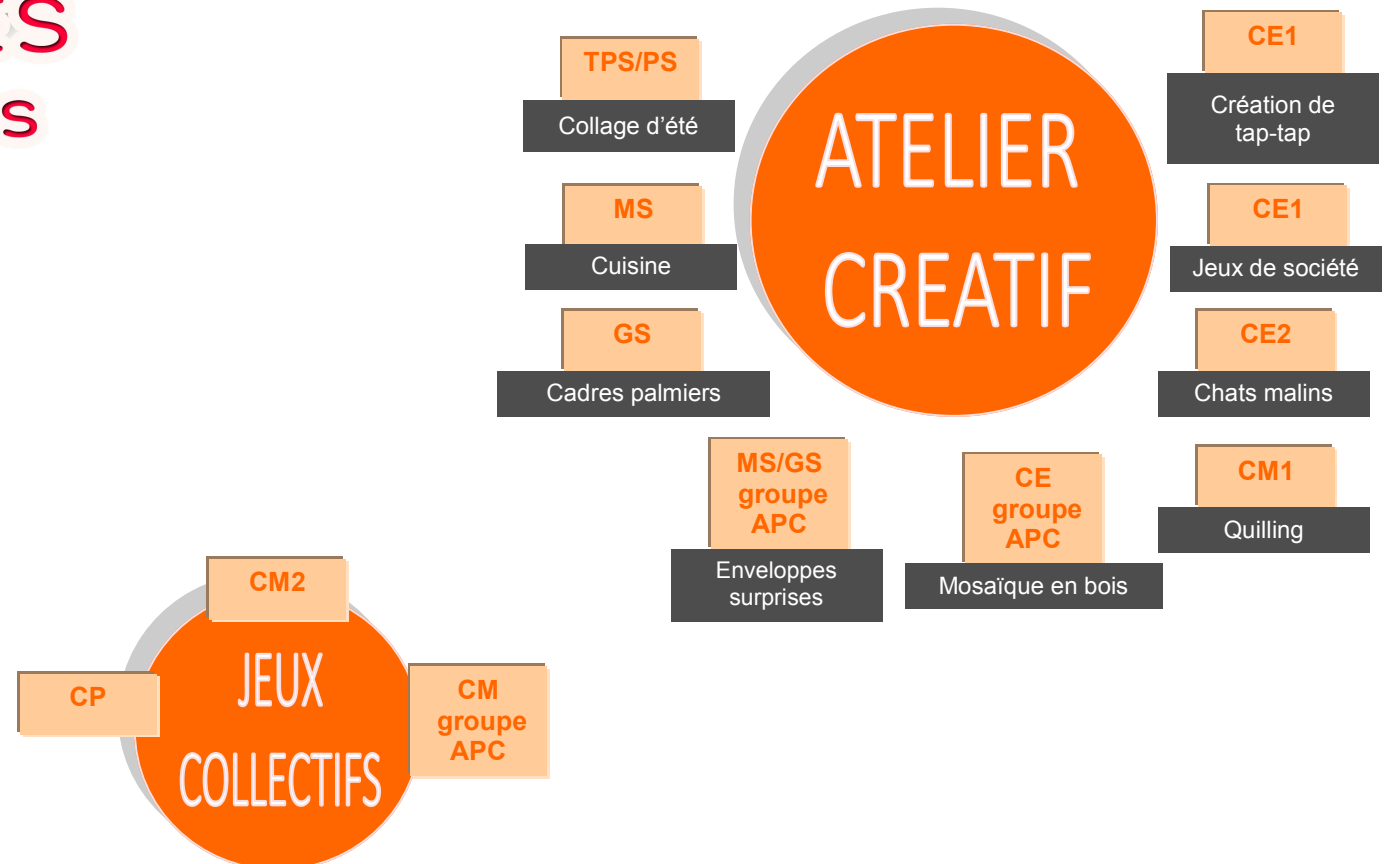 TPS/PS
Collage d'été
MS
Cuisine
GS
Cadres palmiers
ATELIER
CREATIF
CE1
Création de
tap-tap
CE1
Jeux de société
CE2
Chats malins
CM1
Quilling
MS/GS
groupe
APC
Enveloppes
surprises
CE
groupe
APC
Mosaïque en bois
CM2
CP
JEUX
COLLECTIFS
CM
groupe
APC